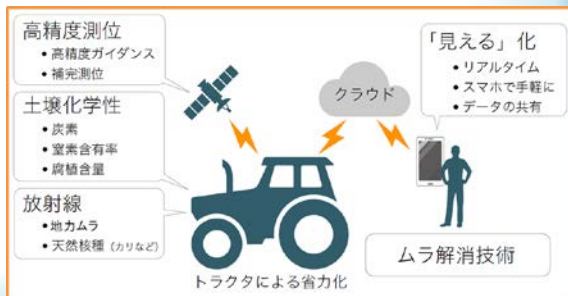 高精度測位
• 高精度ガイダンス
• 補完測位
土壌化学性
• 炭素
• 窒素含有率
• 腐植含量
放射線
• 地力ムラ
• 天然核種（カリなど）
クラウド
トラクタによる省力化
「見える」化
• リアルタイム
• スマホで手軽に
• データの共有
ムラ解消技術